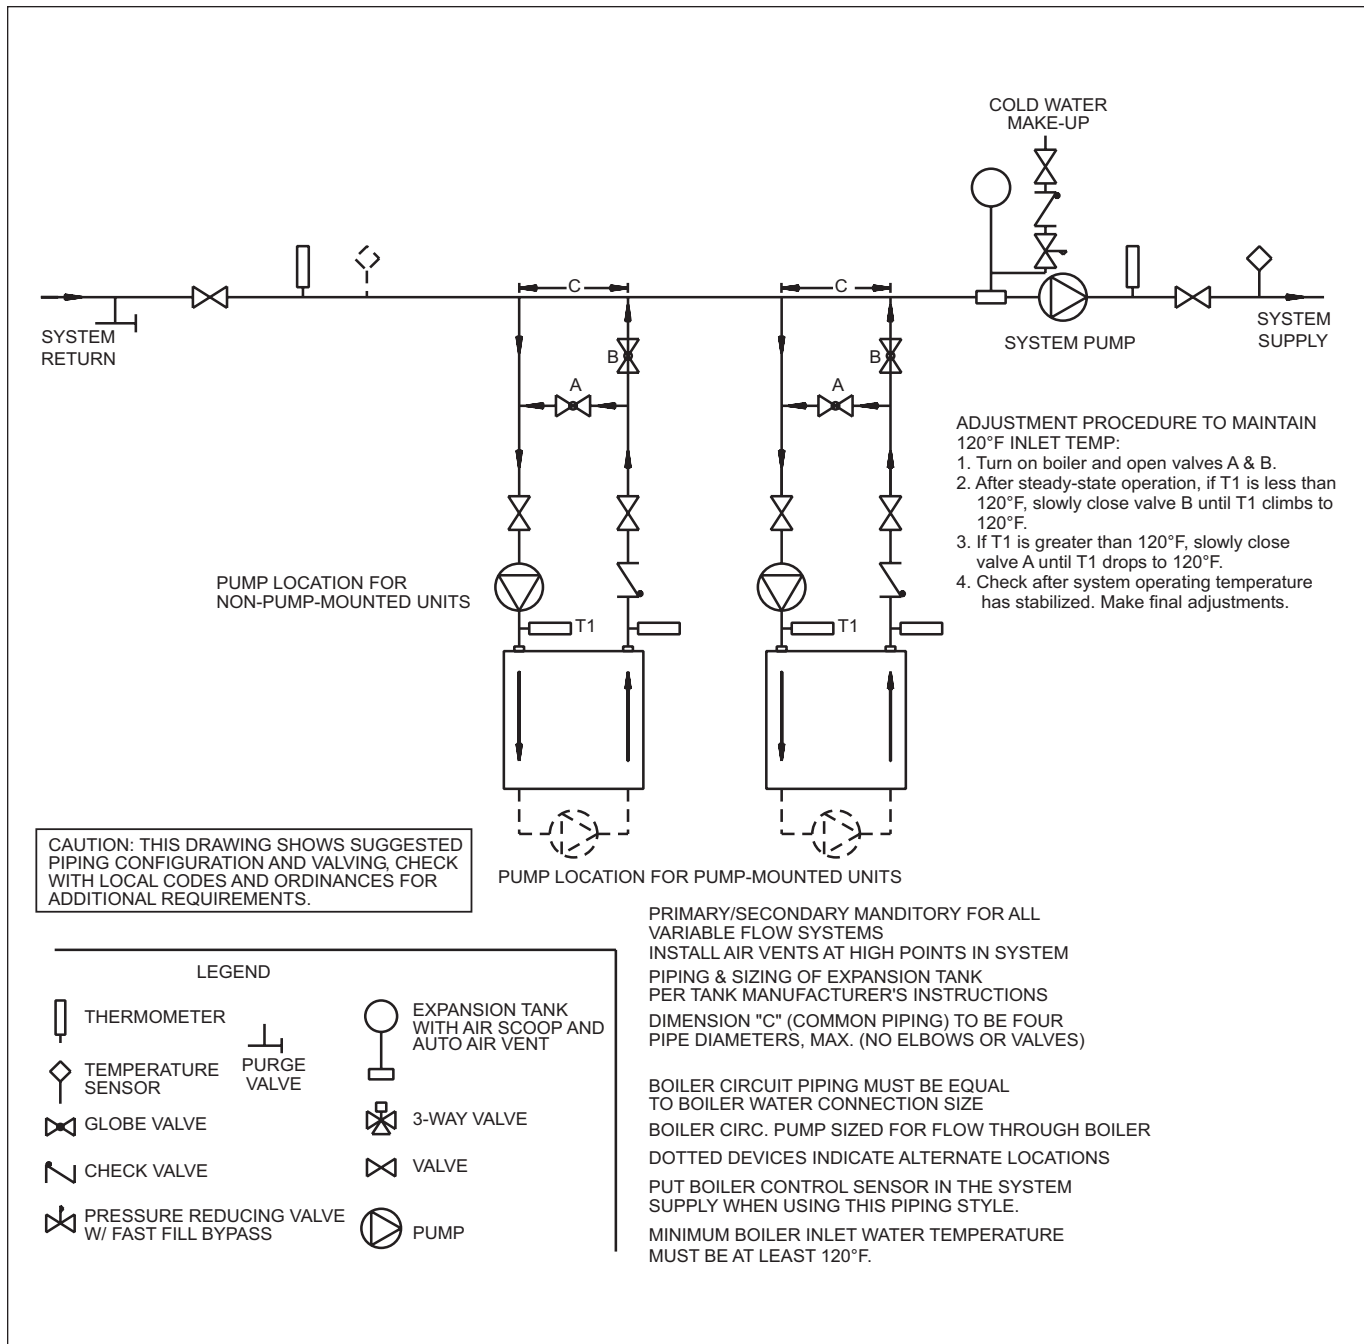 COLD WATER
MAKE-UP
C
C
SYSTEM
RETURN
SYSTEM PUMP
SYSTEM
SUPPLY
B
B
A
A
ADJUSTMENT PROCEDURE TO MAINTAIN
120°F INLET TEMP:
1. Turn on boiler and open valves A & B.
2. After steady-state operation, if T1 is less than
120°F, slowly close valve B until T1 climbs to
120°F.
3. If T1 is greater than 120°F, slowly close
valve A until T1 drops to 120°F.
4. Check after system operating temperature
has stabilized. Make final adjustments.
PUMP LOCATION FOR
NON-PUMP-MOUNTED UNITS
T1
T1
CAUTION: THIS DRAWING SHOWS SUGGESTED
PIPING CONFIGURATION AND VALVING, CHECK
WITH LOCAL CODES AND ORDINANCES FOR
ADDITIONAL REQUIREMENTS.
PUMP LOCATION FOR PUMP-MOUNTED UNITS
LEGEND
THERMOMETER
TEMPERATURE
SENSOR
PURGE
VALVE
GLOBE VALVE
CHECK VALVE
PRESSURE REDUCING VALVE
W/ FAST FILL BYPASS
EXPANSION TANK
WITH AIR SCOOP AND
AUTO AIR VENT
3-WAY VALVE
VALVE
PUMP
PRIMARY/SECONDARY MANDITORY FOR ALL
VARIABLE FLOW SYSTEMS
INSTALL AIR VENTS AT HIGH POINTS IN SYSTEM
PIPING & SIZING OF EXPANSION TANK
PER TANK MANUFACTURER'S INSTRUCTIONS
DIMENSION "C" (COMMON PIPING) TO BE FOUR
PIPE DIAMETERS, MAX. (NO ELBOWS OR VALVES)
BOILER CIRCUIT PIPING MUST BE EQUAL
TO BOILER WATER CONNECTION SIZE
BOILER CIRC. PUMP SIZED FOR FLOW THROUGH BOILER
DOTTED DEVICES INDICATE ALTERNATE LOCATIONS
PUT BOILER CONTROL SENSOR IN THE SYSTEM
SUPPLY WHEN USING THIS PIPING STYLE.
MINIMUM BOILER INLET WATER TEMPERATURE
MUST BE AT LEAST 120°F.